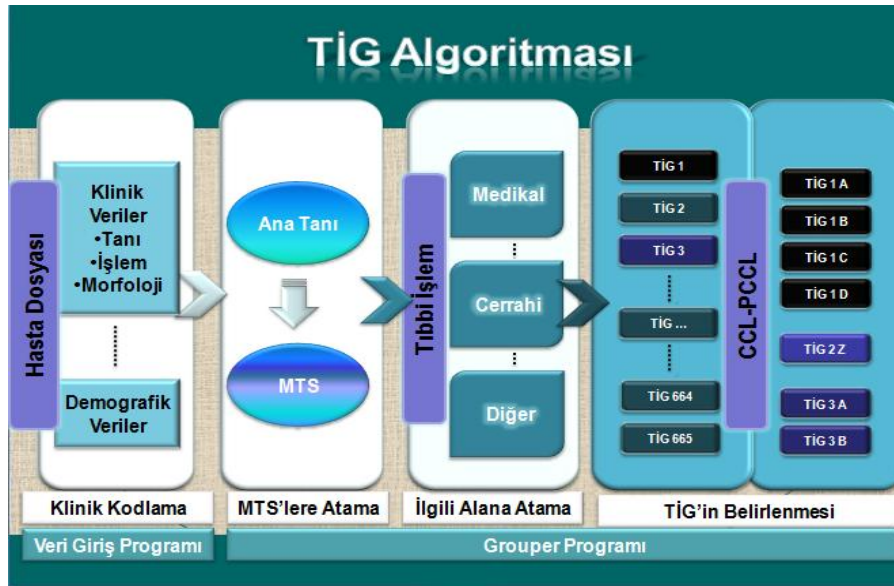 TİG Algoritması
Hasta Dosyası
Klinik
Veriler
•Tanı
•İşlem
•Morfoloji
Demografik
Veriler
Ana Tanı
MTS
Tıbbi İşlem
Medikal
Cerrahi
Diğer
TİG 1
TİG 2
TİG 3
TİG ...
TİG 664
TİG 665
CCL-PCCL
TİG 1 A
TİG 1 B
TİG 1 C
TİG 1 D
TİG 2 Z
TİG 3 A
TİG 3 B
Klinik Kodlama
MTS'lere Atama
İlgili Alana Atama
TİG'in Belirlenmesi
Veri Giriş Programı
Grouper Programı